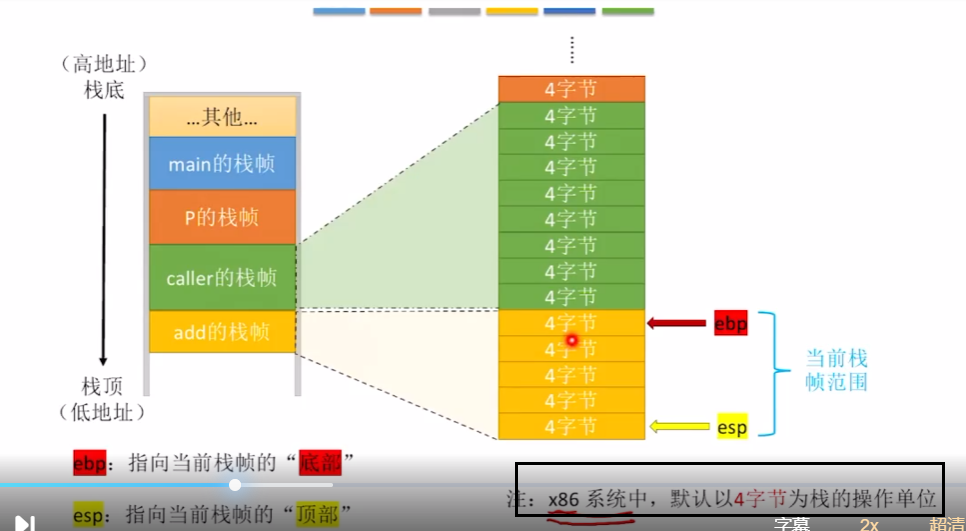 （高地址）
栈底
...其他...
main的栈帧
P的栈帧
caller的栈帧
add的栈帧
栈顶
（低地址）
4字节
4字节
4字节
4字节
4字节
4字节
4字节
4字节
4字节
4字节
4字节
4字节
4字节
4字节
ebp
esp
当前栈
帧范围
ebp：指向当前栈帧的“底部”
esp：指向当前栈帧的“顶部”
注：x86 系统中，默认以4字节为栈的操作单位
字幕 2x 超清